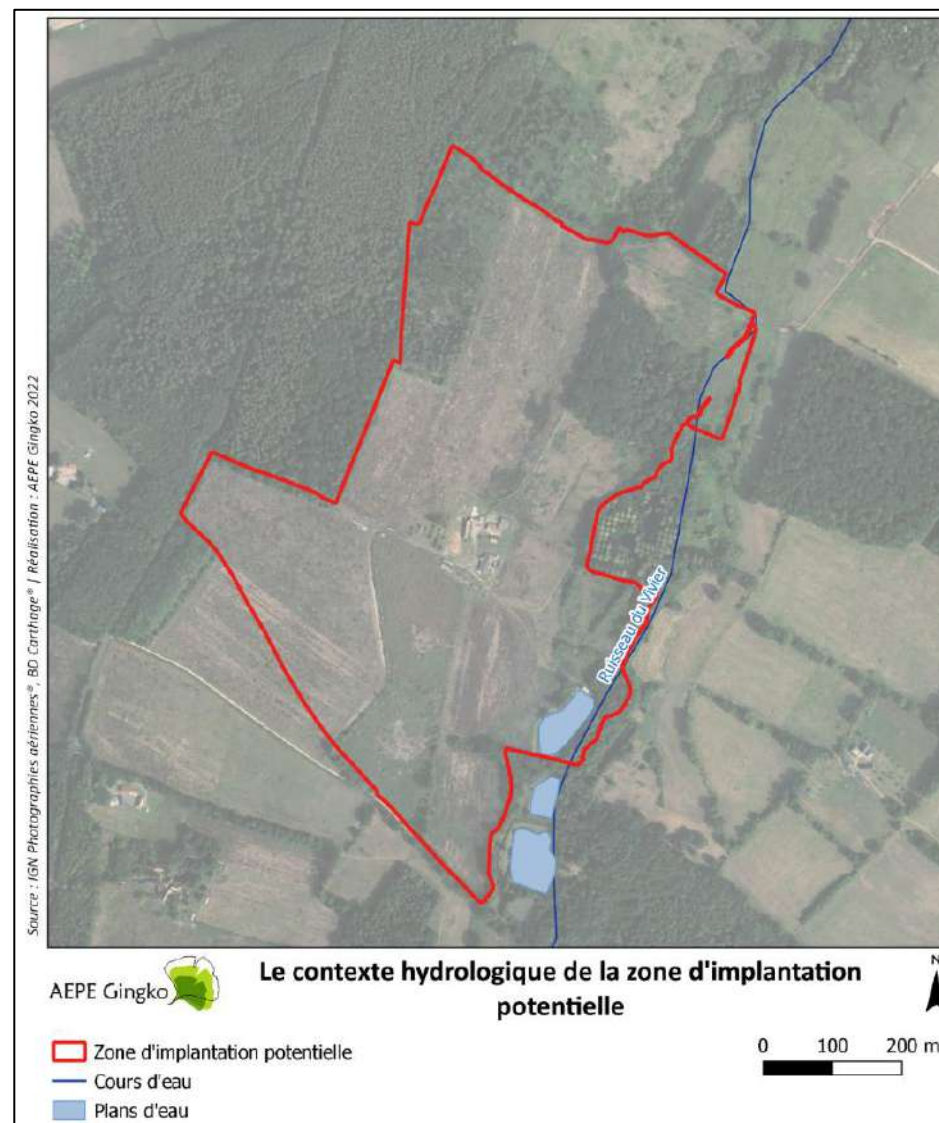 Source : IGN Photographies aériennes®, BD Carthage® | Réalisation : AEPE Gingko 2022
Ruisseau du Vivier
AEPE Gingko
Le contexte hydrologique de la zone d'implantation
potentielle
N
Zone d'implantation potentielle
Cours d'eau
Plans d'eau
0 100 200 m